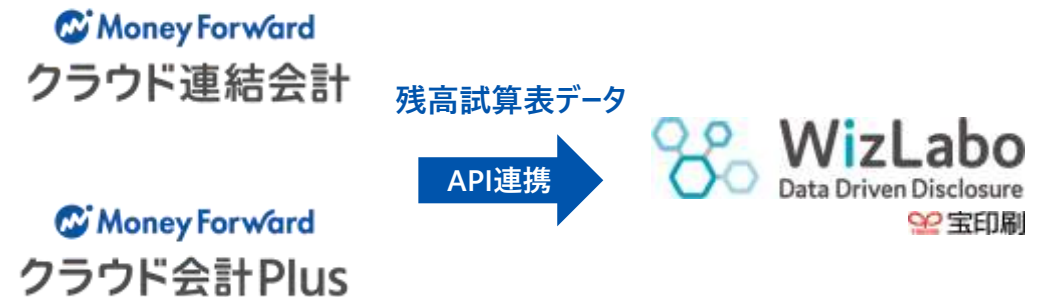 Money Forward
クラウド連結会計
Money Forward
クラウド会計Plus
残高試算表データ
API連携
WizLabo
Data Driven Disclosure
宝印刷